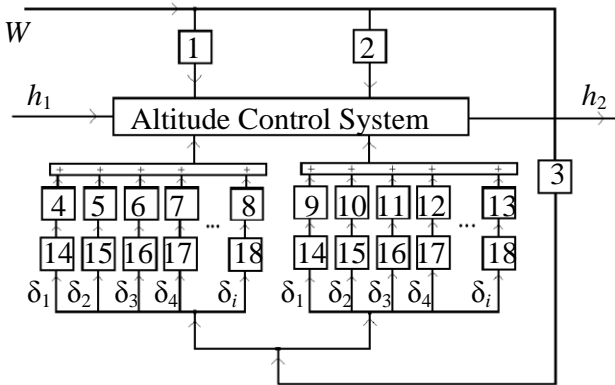 W
1
2
h₁
Altitude Control System
h₂
3
+ + + + +
+ + + + +
4 5 6 7 ... 8
9 10 11 12 ... 13
14 15 16 17 18
14 15 16 17 18
δ₁ δ₂ δ₃ δ₄ δᵢ
δ₁ δ₂ δ₃ δ₄ δᵢ